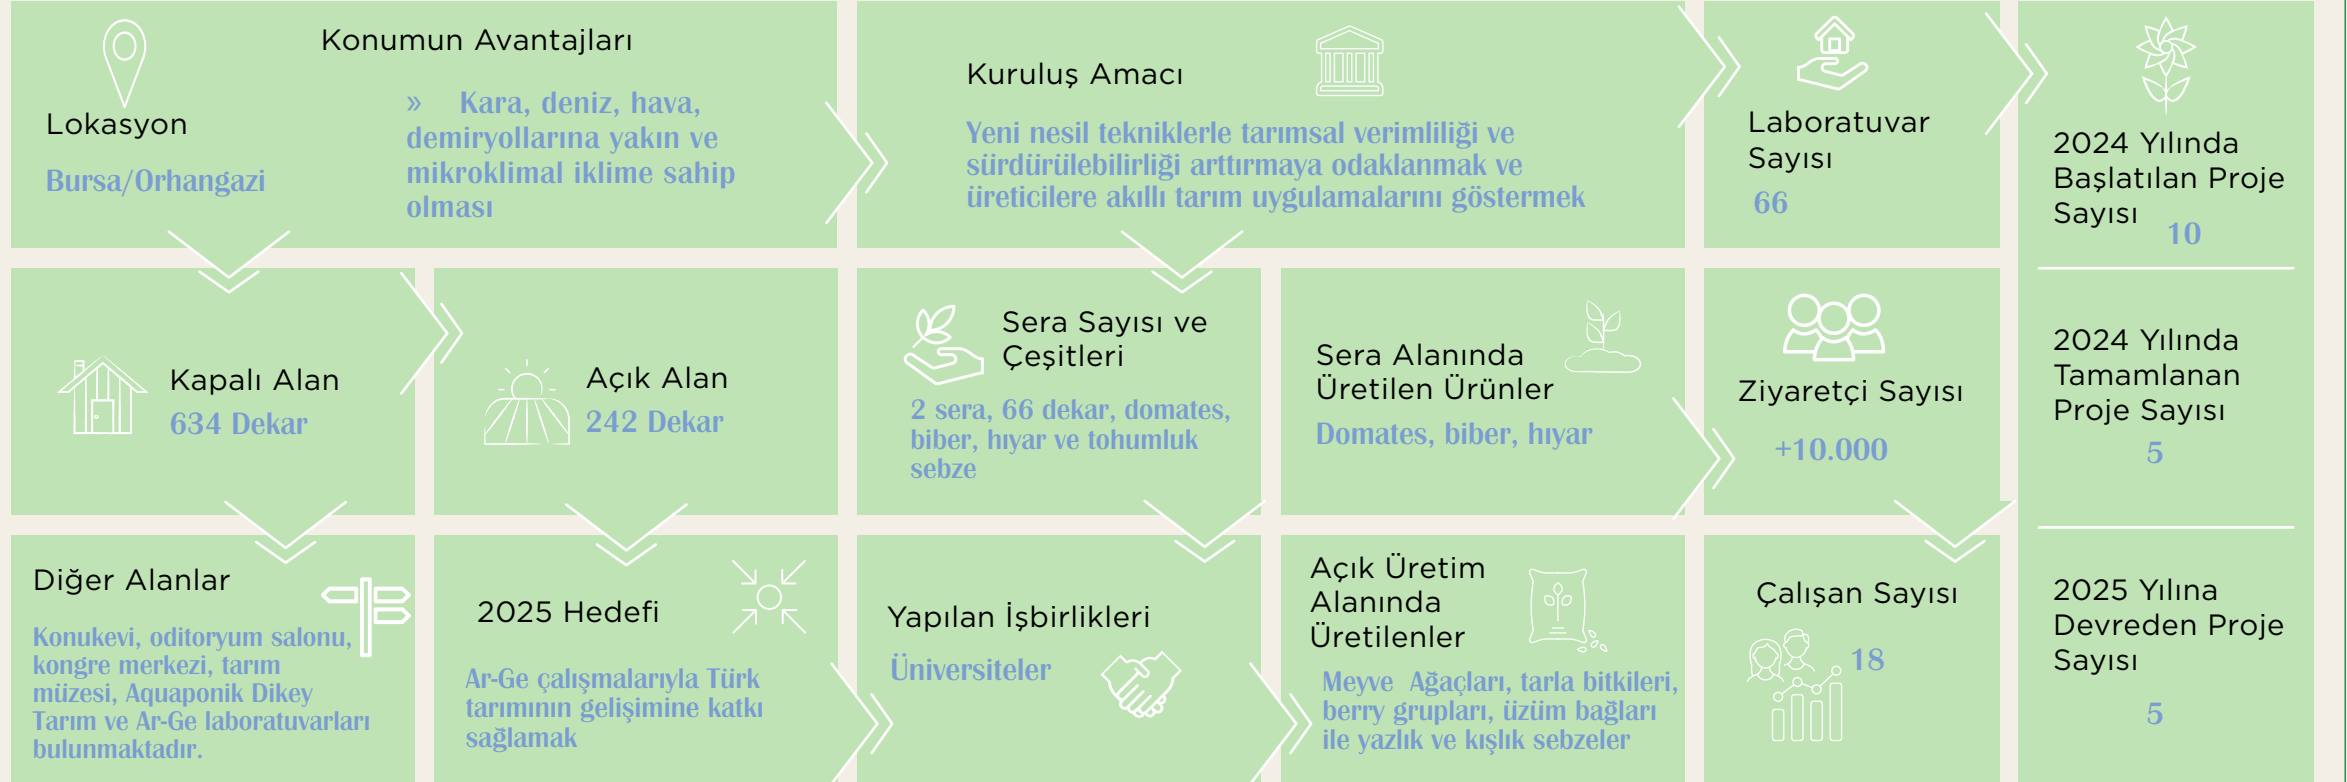 Lokasyon
Bursa/Orhangazi
Konumun Avantajları
» Kara, deniz, hava,
demiryollarına yakın ve
mikroklimal iklime sahip
olması
Kuruluş Amacı
Yeni nesil tekniklerle tarımsal verimliliği ve
sürdürülebilirliği arttırmaya odaklanmak ve
üreticilere akıllı tarım uygulamalarını göstermek
Laboratuvar
Sayısı
66
2024 Yılında
Başlatılan Proje
Sayısı
10
Kapalı Alan
634 Dekar
Açık Alan
242 Dekar
Sera Sayısı ve
Çeşitleri
2 sera, 66 dekar, domates,
biber, hıyar ve tohumluk
sebze
Sera Alanında
Üretilen Ürünler
Domates, biber, hıyar
Ziyaretçi Sayısı
+10.000
2024 Yılında
Tamamlanan
Proje Sayısı
5
Diğer Alanlar
Konukevi, oditoryum salonu,
kongre merkezi, tarım
müzesi, Aquaponik Dikey
Tarım ve Ar-Ge laboratuvarları
bulunmaktadır.
2025 Hedefi
Ar-Ge çalışmalarıyla Türk
tarımının gelişimine katkı
sağlamak
Yapılan İşbirlikleri
Üniversiteler
Açık Üretim
Alanında
Üretilenler
Meyve Ağaçları, tarla bitkileri,
berry grupları, üzüm bağları
ile yazlık ve kışlık sebzeler
Çalışan Sayısı
18
2025 Yılına
Devreden Proje
Sayısı
5